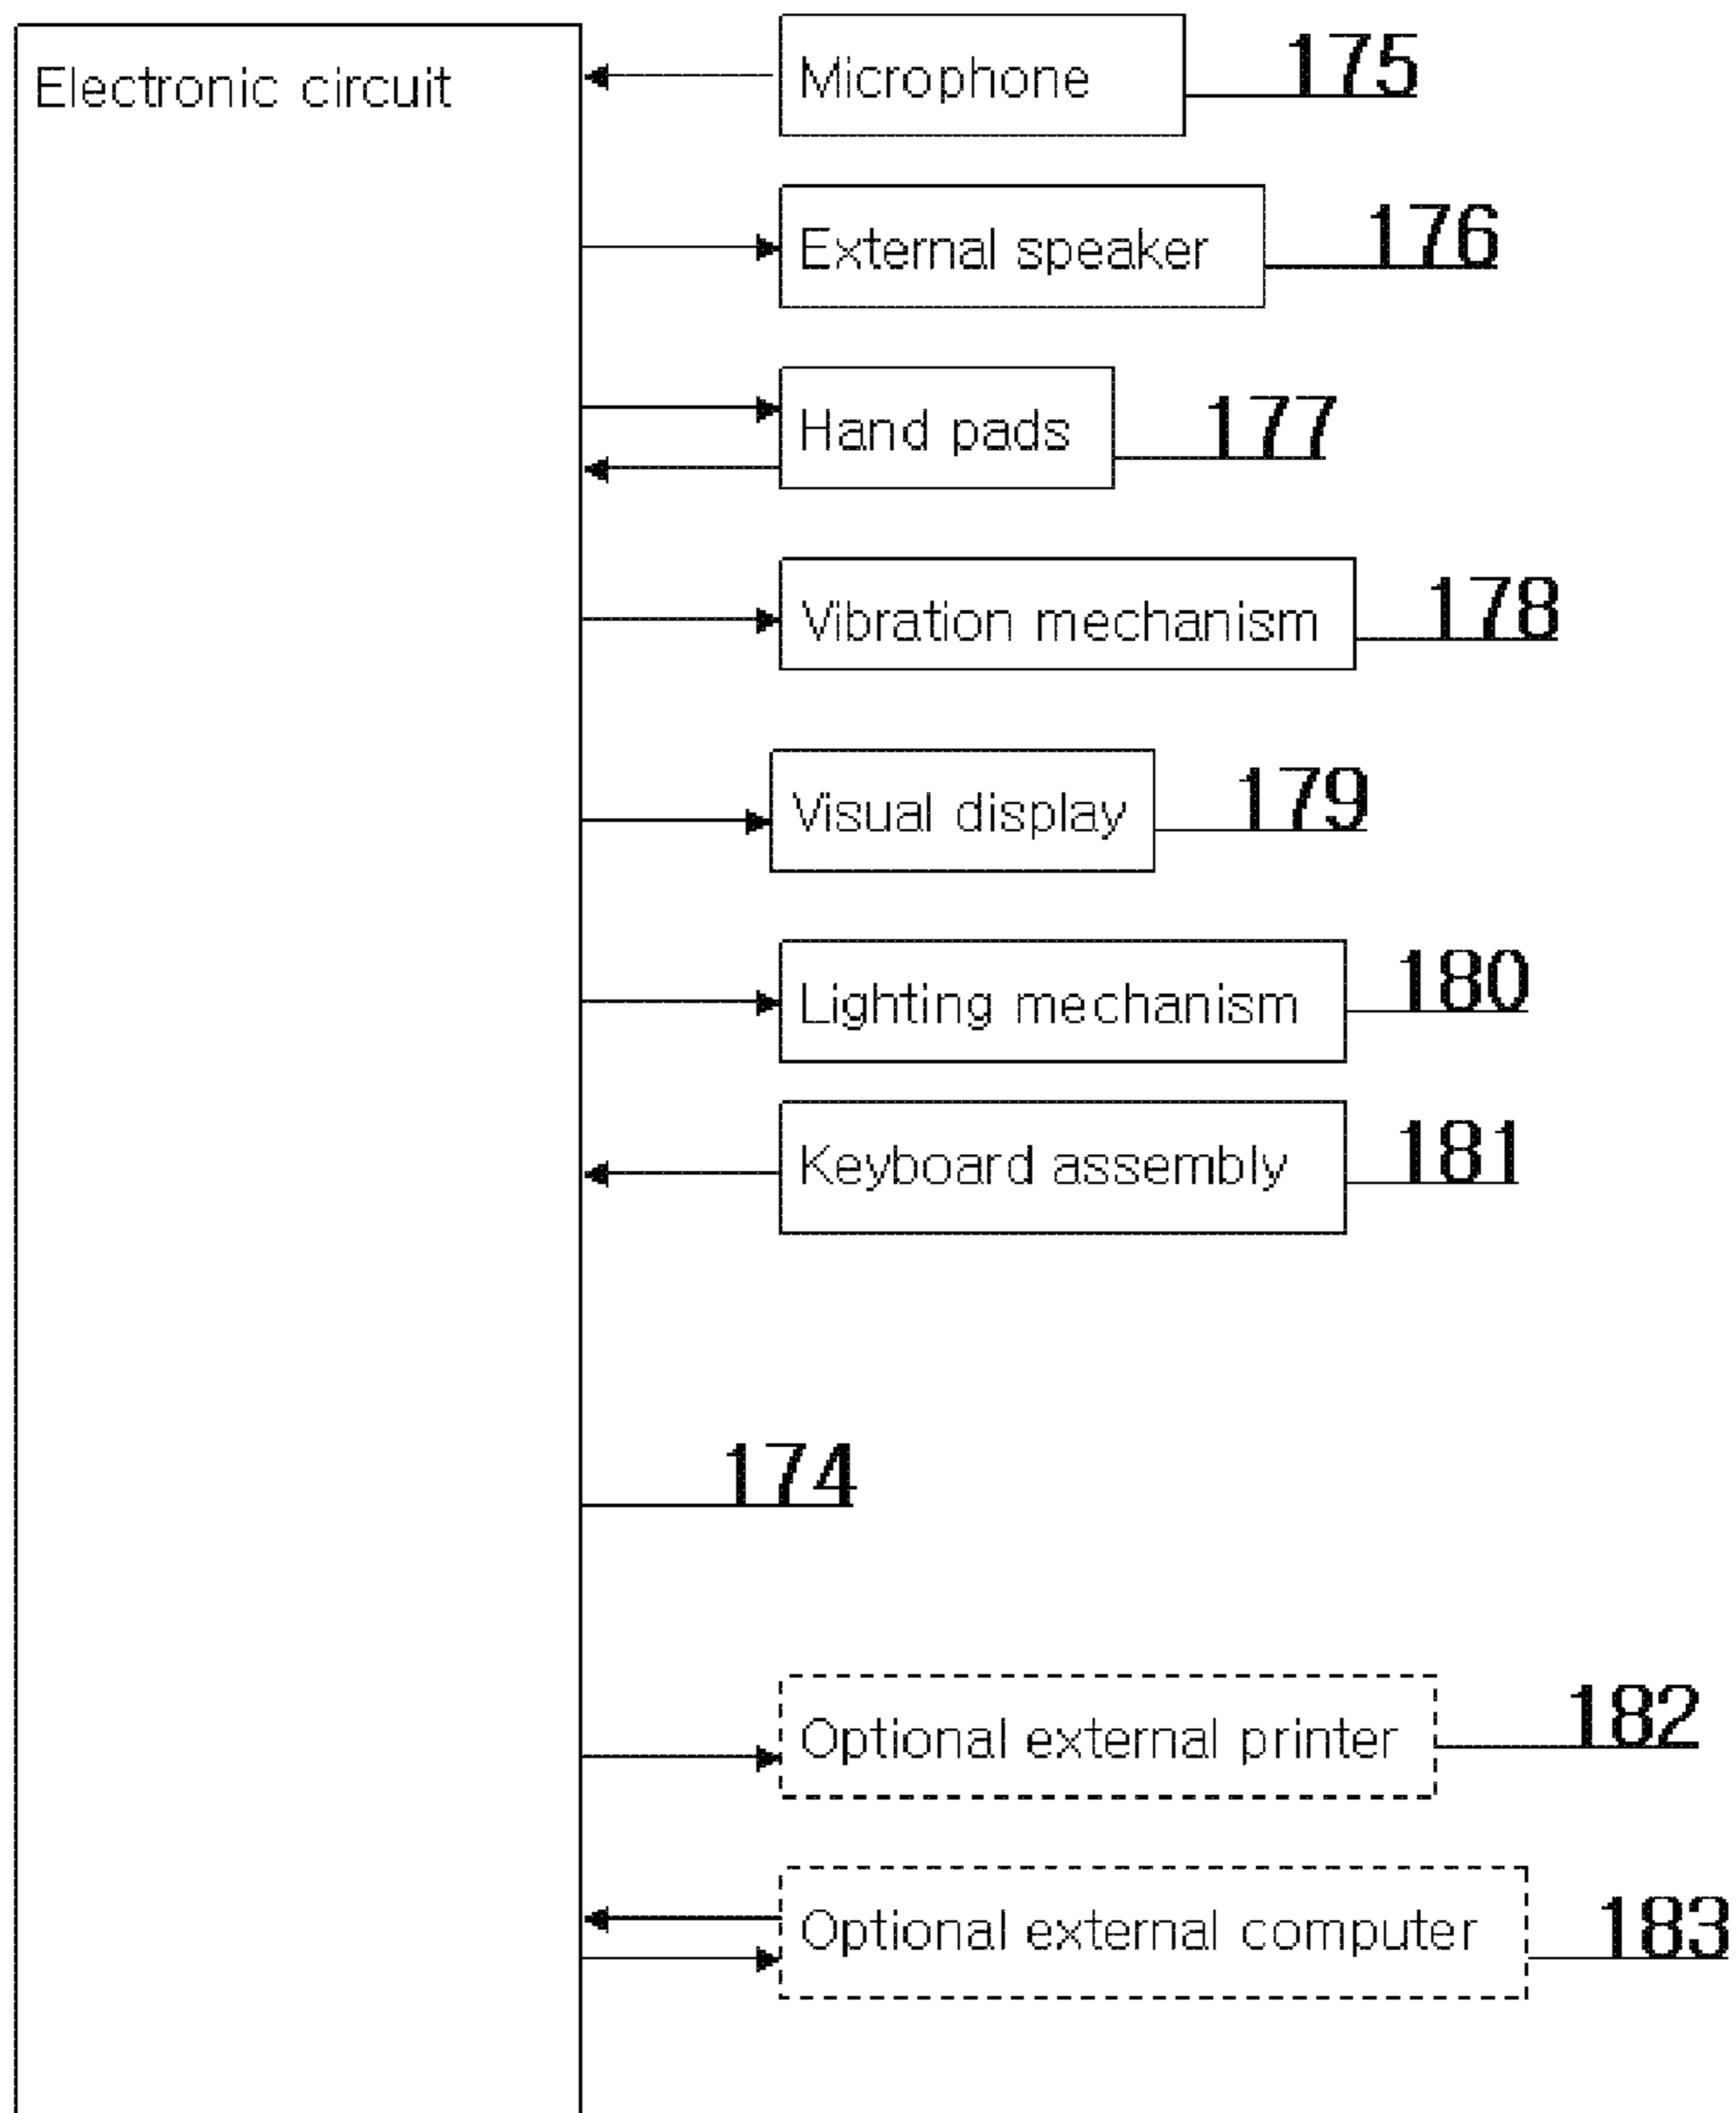 Electronic circuit
Microphone 175
External speaker 176
Hand pads 177
Vibration mechanism 178
Visual display 179
Lighting mechanism 180
Keyboard assembly 181
174
Optional external printer 182
Optional external computer 183